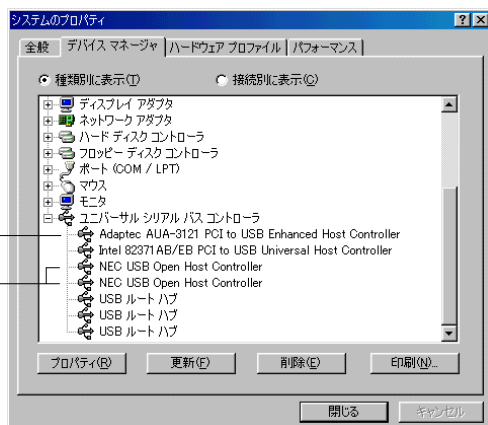 システムのプロパティ
全般 デバイス マネージャ ハードウェア プロファイル パフォーマンス
種類別に表示(T) 接続別に表示(C)
ディスプレイ アダプタ
ネットワーク アダプタ
ハード ディスク コントローラ
フロッピー ディスク コントローラ
ポート (COM / LPT)
マウス
モニタ
ユニバーサル シリアル バス コントローラ
Adaptec AUA-3121 PCI to USB Enhanced Host Controller
Intel 82371AB/EB PCI to USB Universal Host Controller
NEC USB Open Host Controller
NEC USB Open Host Controller
USB ルート ハブ
USB ルート ハブ
USB ルート ハブ
プロパティ(R) 更新(F) 削除(E) 印刷(N)...
閉じる キャンセル